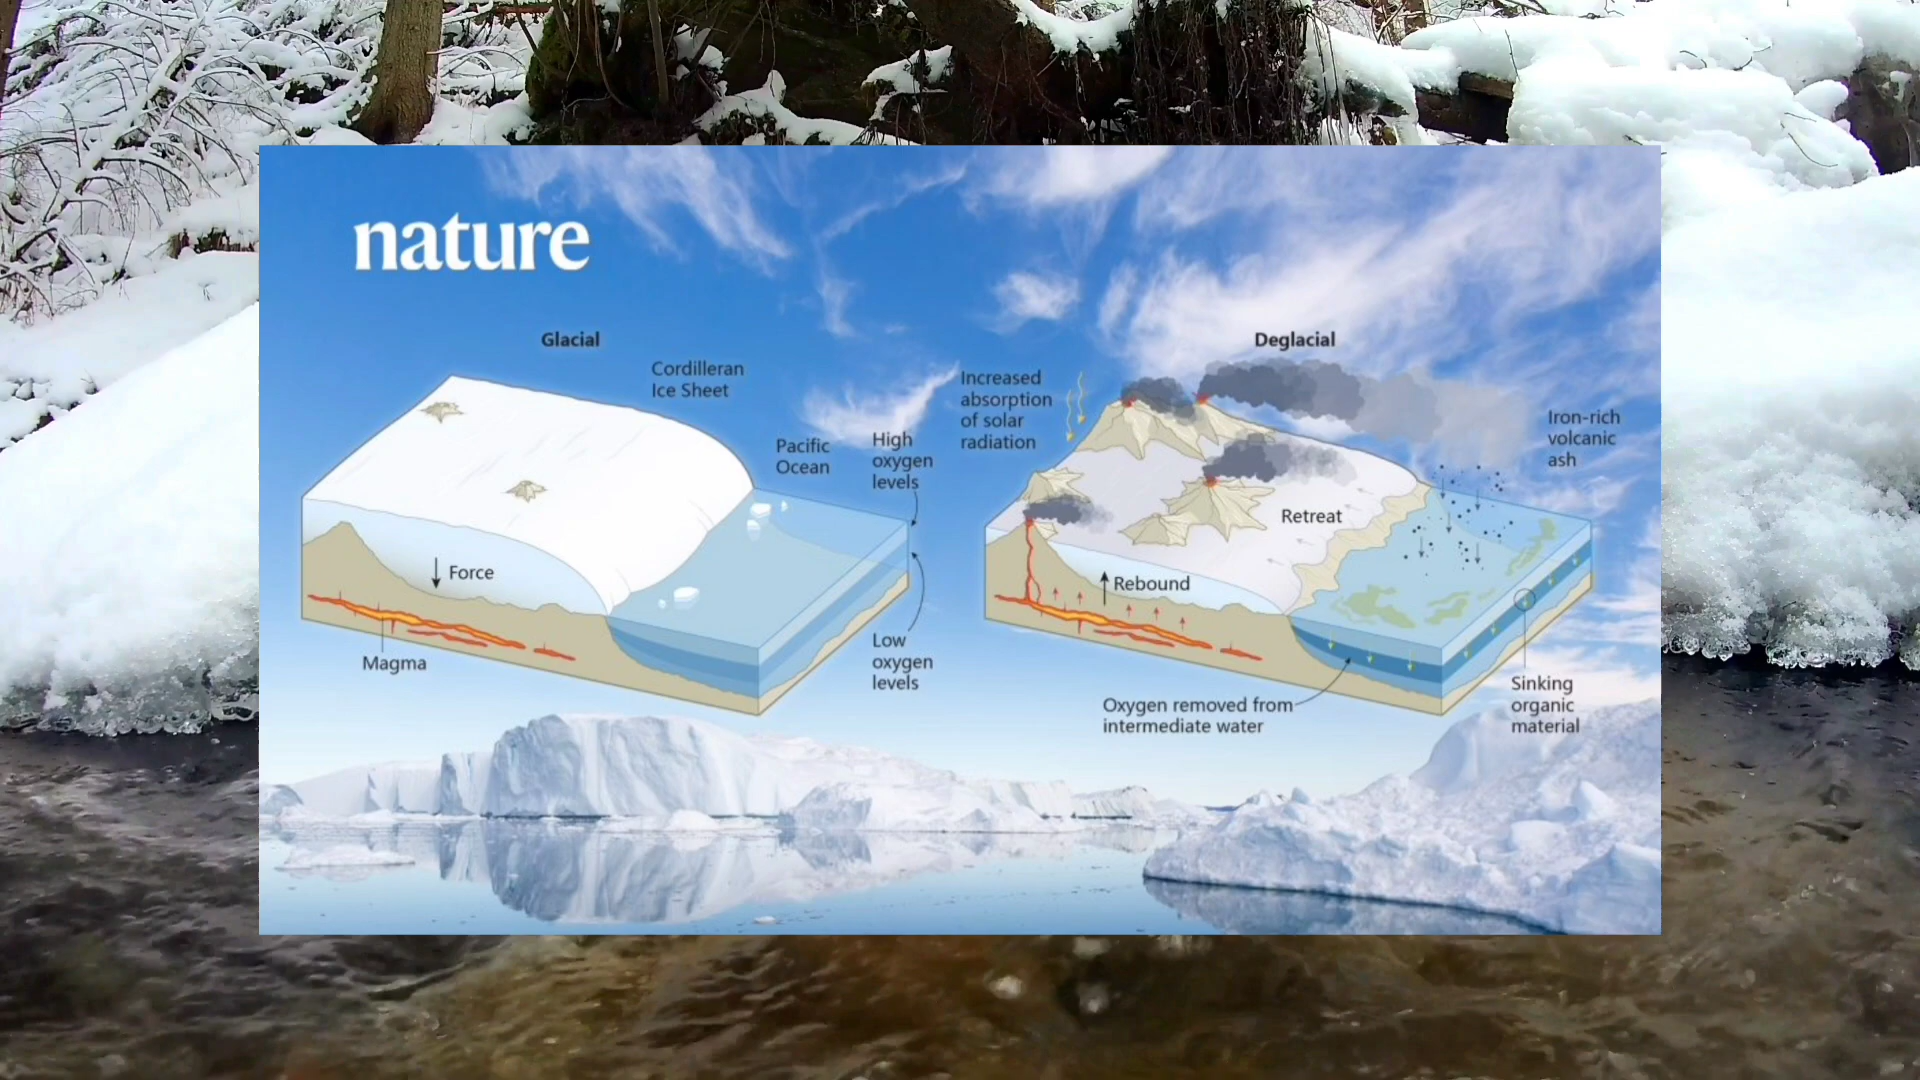 nature
Glacial
Cordilleran
Ice Sheet
Pacific
Ocean
High
oxygen
levels
Force
Magma
Low
oxygen
levels
Deglacial
Increased
absorption
of solar
radiation
Iron-rich
volcanic
ash
Retreat
Rebound
Oxygen removed from
intermediate water
Sinking
organic
material